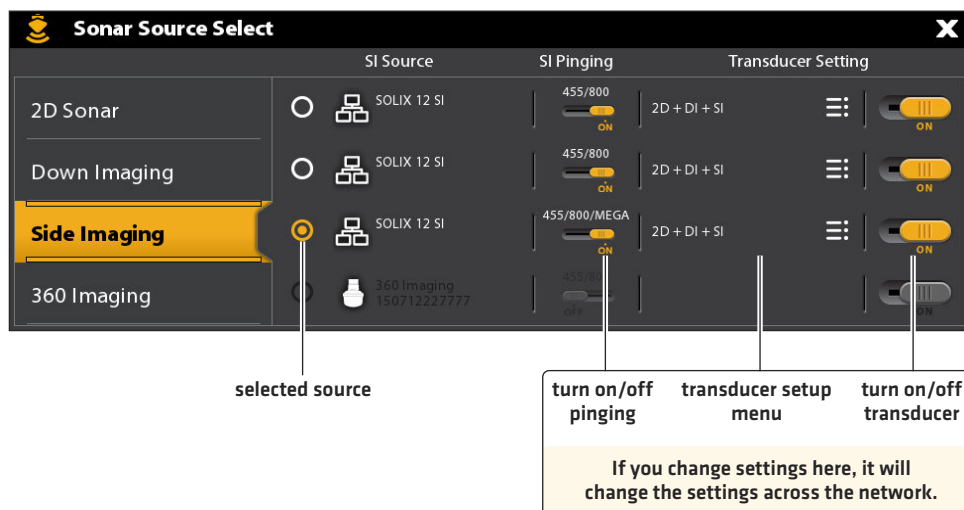 Sonar Source Select
SI Source SI Pinging Transducer Setting
2D Sonar
SOLIX 12 SI 455/800 ON 2D + DI + SI ON
Down Imaging
SOLIX 12 SI 455/800 ON 2D + DI + SI ON
Side Imaging
SOLIX 12 SI 455/800/MEGA ON 2D + DI + SI ON
360 Imaging
360 Imaging
150712227777
OFF ON
selected source
turn on/off
pinging
transducer setup
menu
turn on/off
transducer
If you change settings here, it will
change the settings across the network.